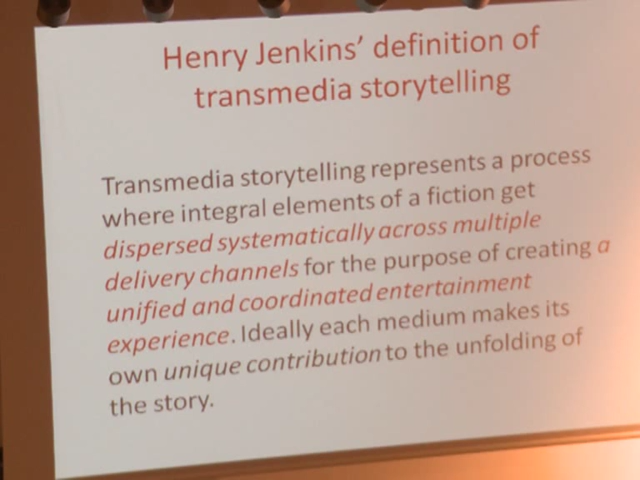 Henry Jenkins’ definition of
transmedia storytelling
Transmedia storytelling represents a process
where integral elements of a fiction get
dispersed systematically across multiple
delivery channels for the purpose of creating a
unified and coordinated entertainment
experience. Ideally each medium makes its
own unique contribution to the unfolding of
the story.